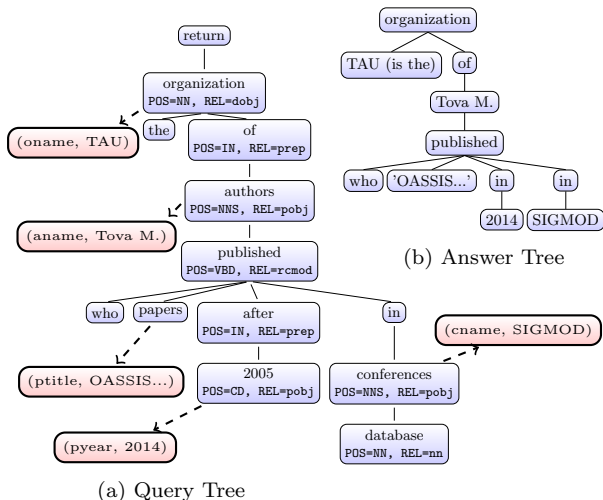 return
organization
POS=NN, REL=dobj
(oname, TAU)
the
of
POS=IN, REL=prep
authors
POS=NNS, REL=pobj
(aname, Tova M.)
published
POS=VBD, REL=rcmod
who
papers
after
POS=IN, REL=prep
in
(ptitle, OASSIS...)
2005
POS=CD, REL=pobj
(cname, SIGMOD)
conferences
POS=NNS, REL=pobj
(pyear, 2014)
database
POS=NN, REL=nn
(a) Query Tree
organization
TAU (is the)
of
Tova M.
published
who
'OASSIS...'
in
in
2014
SIGMOD
(b) Answer Tree